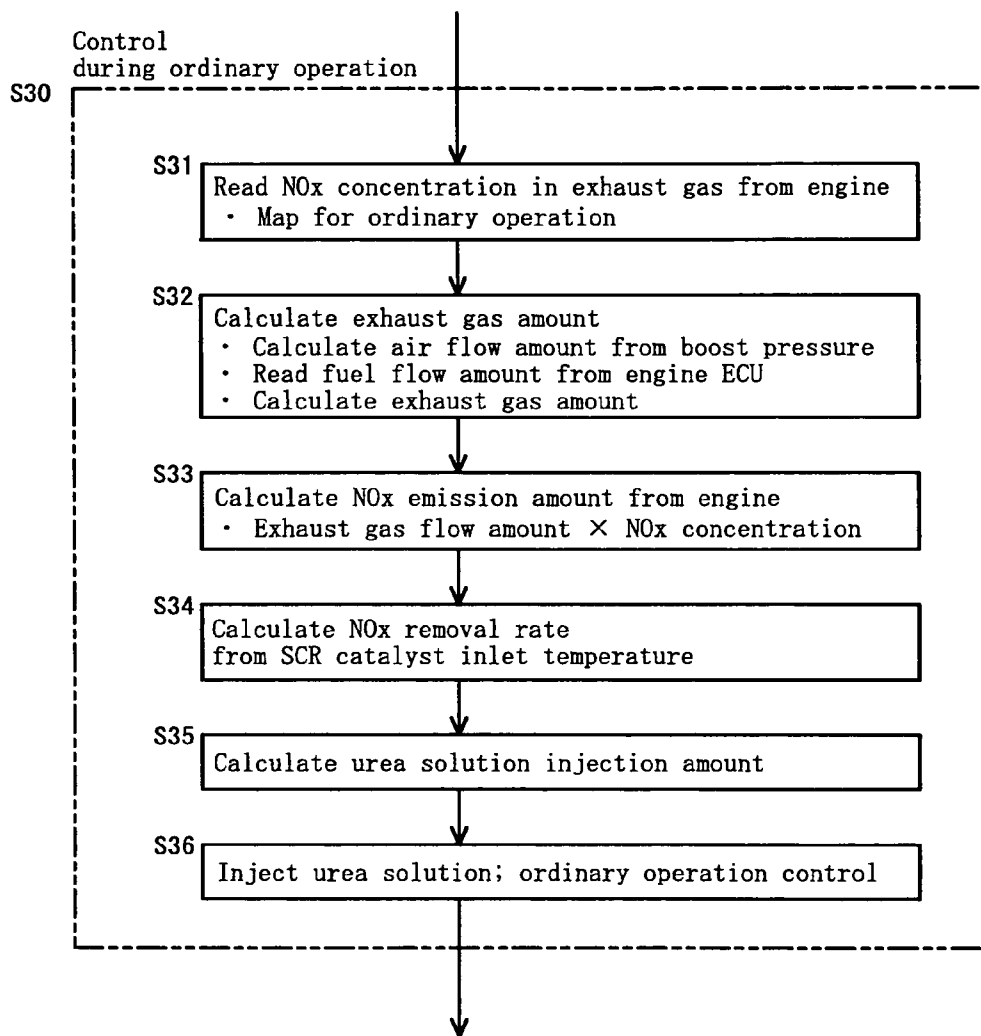 Control
during ordinary operation
S30
S31
Read NOx concentration in exhaust gas from engine
・ Map for ordinary operation
S32
Calculate exhaust gas amount
・ Calculate air flow amount from boost pressure
・ Read fuel flow amount from engine ECU
・ Calculate exhaust gas amount
S33
Calculate NOx emission amount from engine
・ Exhaust gas flow amount × NOx concentration
S34
Calculate NOx removal rate
from SCR catalyst inlet temperature
S35
Calculate urea solution injection amount
S36
Inject urea solution; ordinary operation control